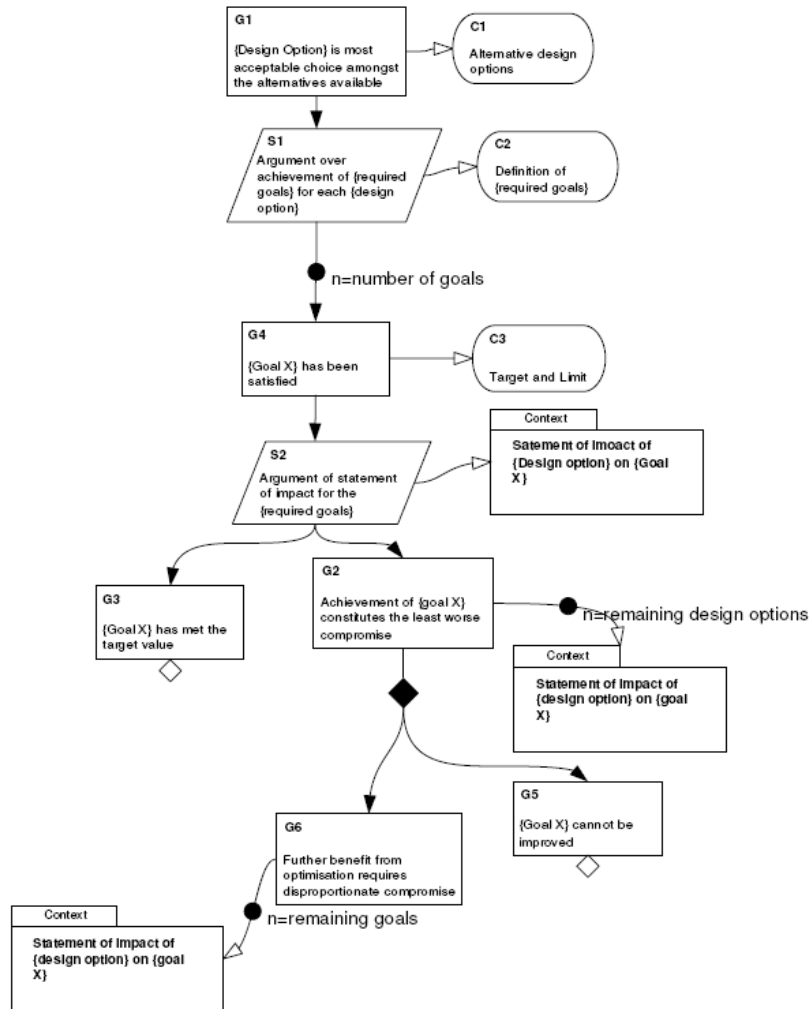 G1
{Design Option} is most
acceptable choice amongst
the alternatives available
C1
Alternative design
options
S1
Argument over
achievement of {required
goals} for each {design
option}
C2
Definition of
{required goals}
n=number of goals
G4
{Goal X} has been
satisfied
C3
Target and Limit
Context
Satement of Imoact of
{Design option} on {Goal
X}
S2
Argument of statement
of impact for the
{required goals}
G3
{Goal X} has met the
target value
G2
Achievement of {goal X}
constitutes the least worse
compromise
n=remaining design options
Context
Statement of Impact of
{design option} on {goal
X}
G5
{Goal X} cannot be
improved
G6
Further benefit from
optimisation requires
disproportionate compromise
n=remaining goals
Context
Statement of Impact of
{design option} on {goal
X}